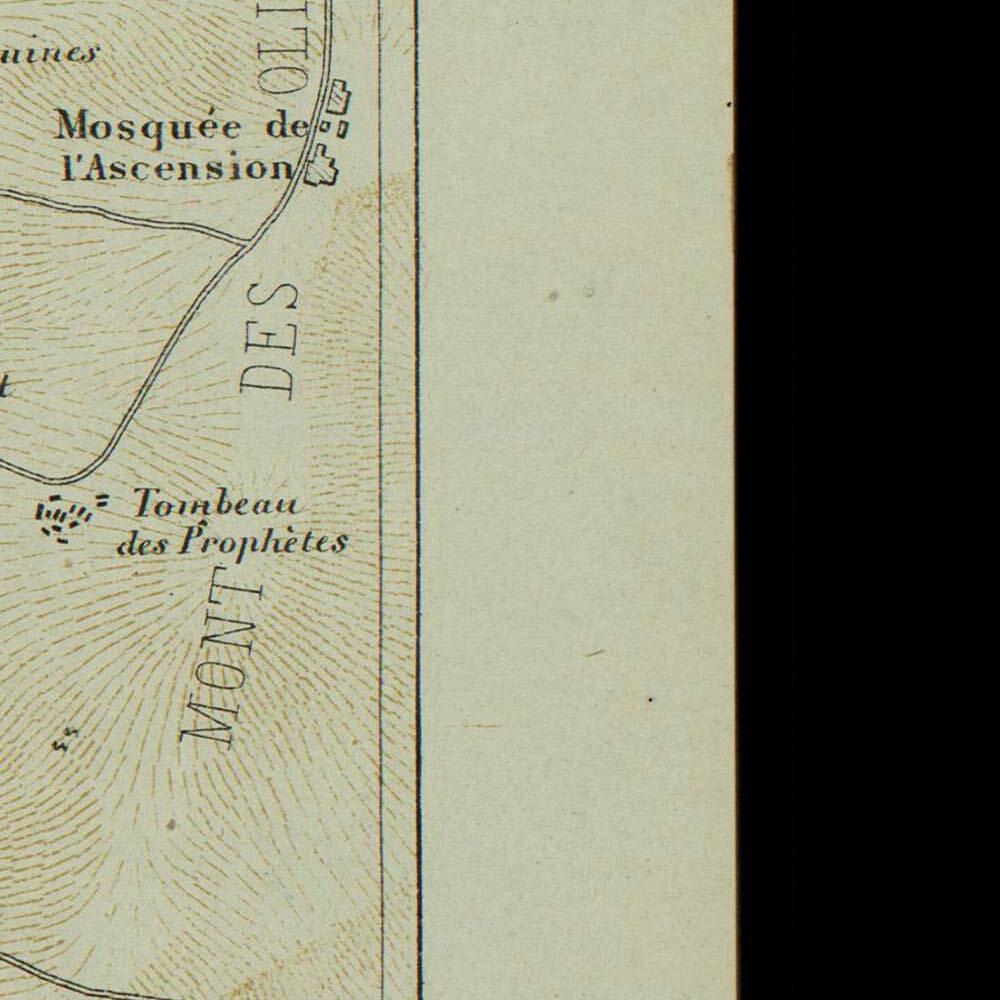 Mosquée de
l'Ascension
Tombeau
des Prophètes
MONT DES